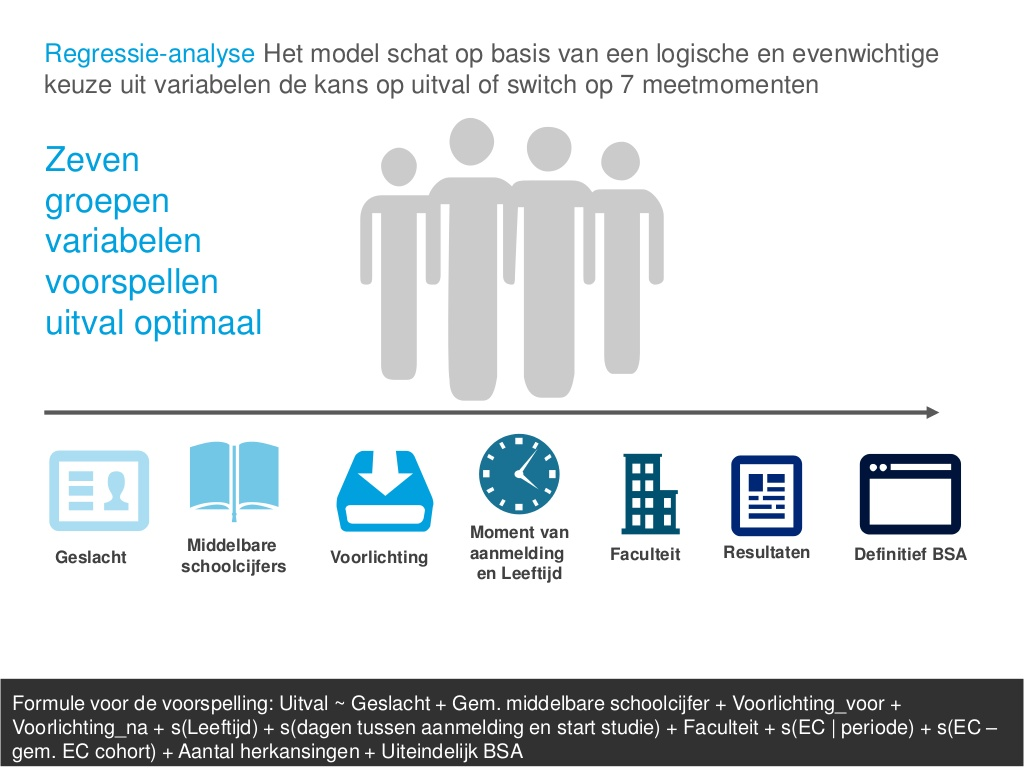 Regressie-analyse Het model schat op basis van een logische en evenwichtige
keuze uit variabelen de kans op uitval of switch op 7 meetmomenten
Zeven
groepen
variabelen
voorspellen
uitval optimaal
Geslacht
Middelbare
schoolcijfers
Voorlichting
Moment van
aanmelding
en Leeftijd
Faculteit
Resultaten
Definitief BSA
Formule voor de voorspelling: Uitval ~ Geslacht + Gem. middelbare schoolcijfer + Voorlichting_voor +
Voorlichting_na + s(Leeftijd) + s(dagen tussen aanmelding en start studie) + Faculteit + s(EC | periode) + s(EC –
gem. EC cohort) + Aantal herkansingen + Uiteindelijk BSA